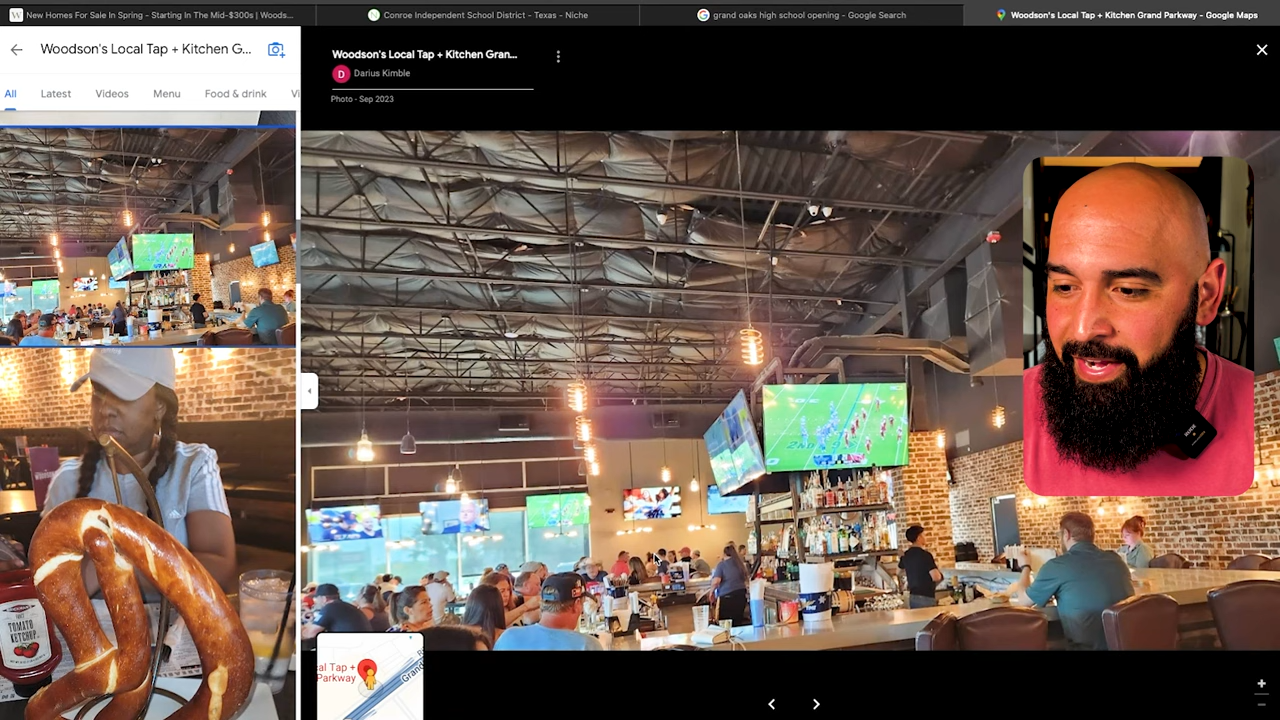 New Homes For Sale In Spring - Starting In The Mid-$300s | Woods...
Conroe Independent School District - Texas - Niche
grand oaks high school opening - Google Search
Woodson's Local Tap + Kitchen Grand Parkway - Google Maps
Woodson's Local Tap + Kitchen G...
All
Latest
Videos
Menu
Food & drink
Vi
Woodson's Local Tap + Kitchen Gran...
D
Darius Kimble
Photo - Sep 2023
TOMATO
KETCHUP
cal Tap +
Parkway
Grand